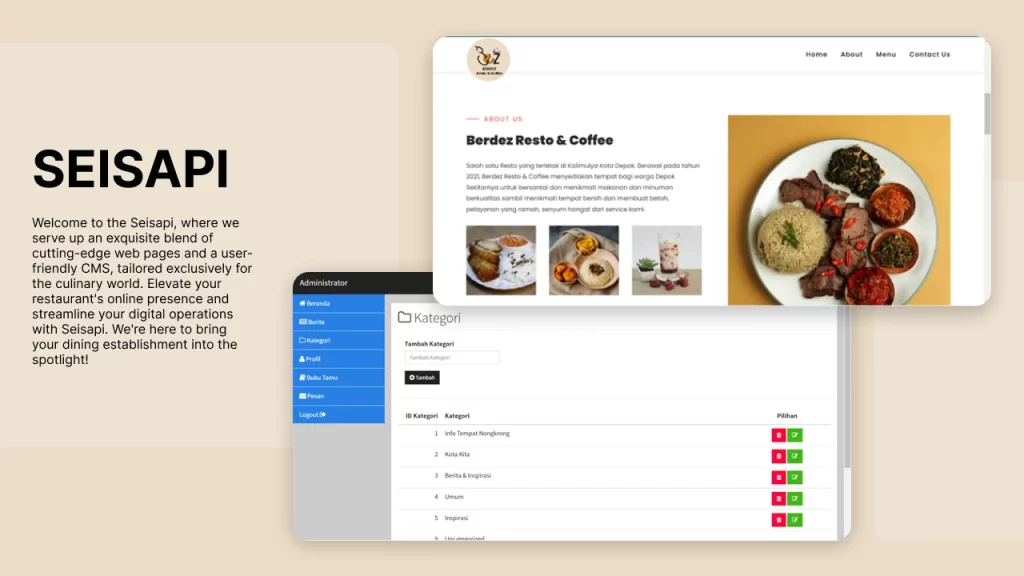 SEISAPI
Welcome to the Seisapi, where we
serve up an exquisite blend of
cutting-edge web pages and a user-
friendly CMS, tailored exclusively for
the culinary world. Elevate your
restaurant's online presence and
streamline your digital operations
with Seisapi. We're here to bring
your dining establishment into the
spotlight!
Home About Menu Contact Us
ABOUT US
Berdez Resto & Coffee
Salah satu Resto yang terletak di Kalimulya Kota Depok. Berawal pada tahun
2021, Berdez Resto & Coffee menyediakan tempat bagi warga Depok
Sekitarnya untuk bersantai dan menikmati makanan dan minuman
berkualitas sambil menikmati tempat bersih dan membuat betah,
pelayanan yang ramah, senyum hangat dari service kami.
Administrator
Beranda
Berita
Kategori
Profil
Buku Tamu
Pesan
Logout
Kategori
Tambah Kategori
Tambah Kategori
Tambah
ID Kategori Kategori Pilihan
1 Info Tempat Nongkrong
2 Kota Kita
3 Berita & Inspirasi
4 Umum
5 Inspirasi